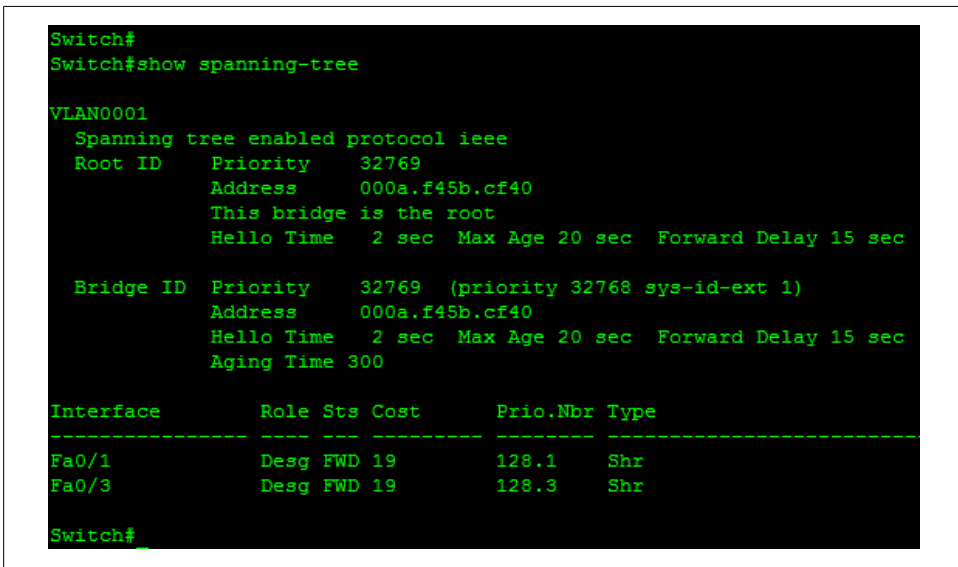 Switch#
Switch#show spanning-tree
VLAN0001
Spanning tree enabled protocol ieee
Root ID Priority 32769
Address 000a.f45b.cf40
This bridge is the root
Hello Time 2 sec Max Age 20 sec Forward Delay 15 sec
Bridge ID Priority 32769 (priority 32768 sys-id-ext 1)
Address 000a.f45b.cf40
Hello Time 2 sec Max Age 20 sec Forward Delay 15 sec
Aging Time 300
Interface Role Sts Cost Prio.Nbr Type
---------------- ---- --- --------- -------- --------------------------
Fa0/1 Desg FWD 19 128.1 Shr
Fa0/3 Desg FWD 19 128.3 Shr
Switch#